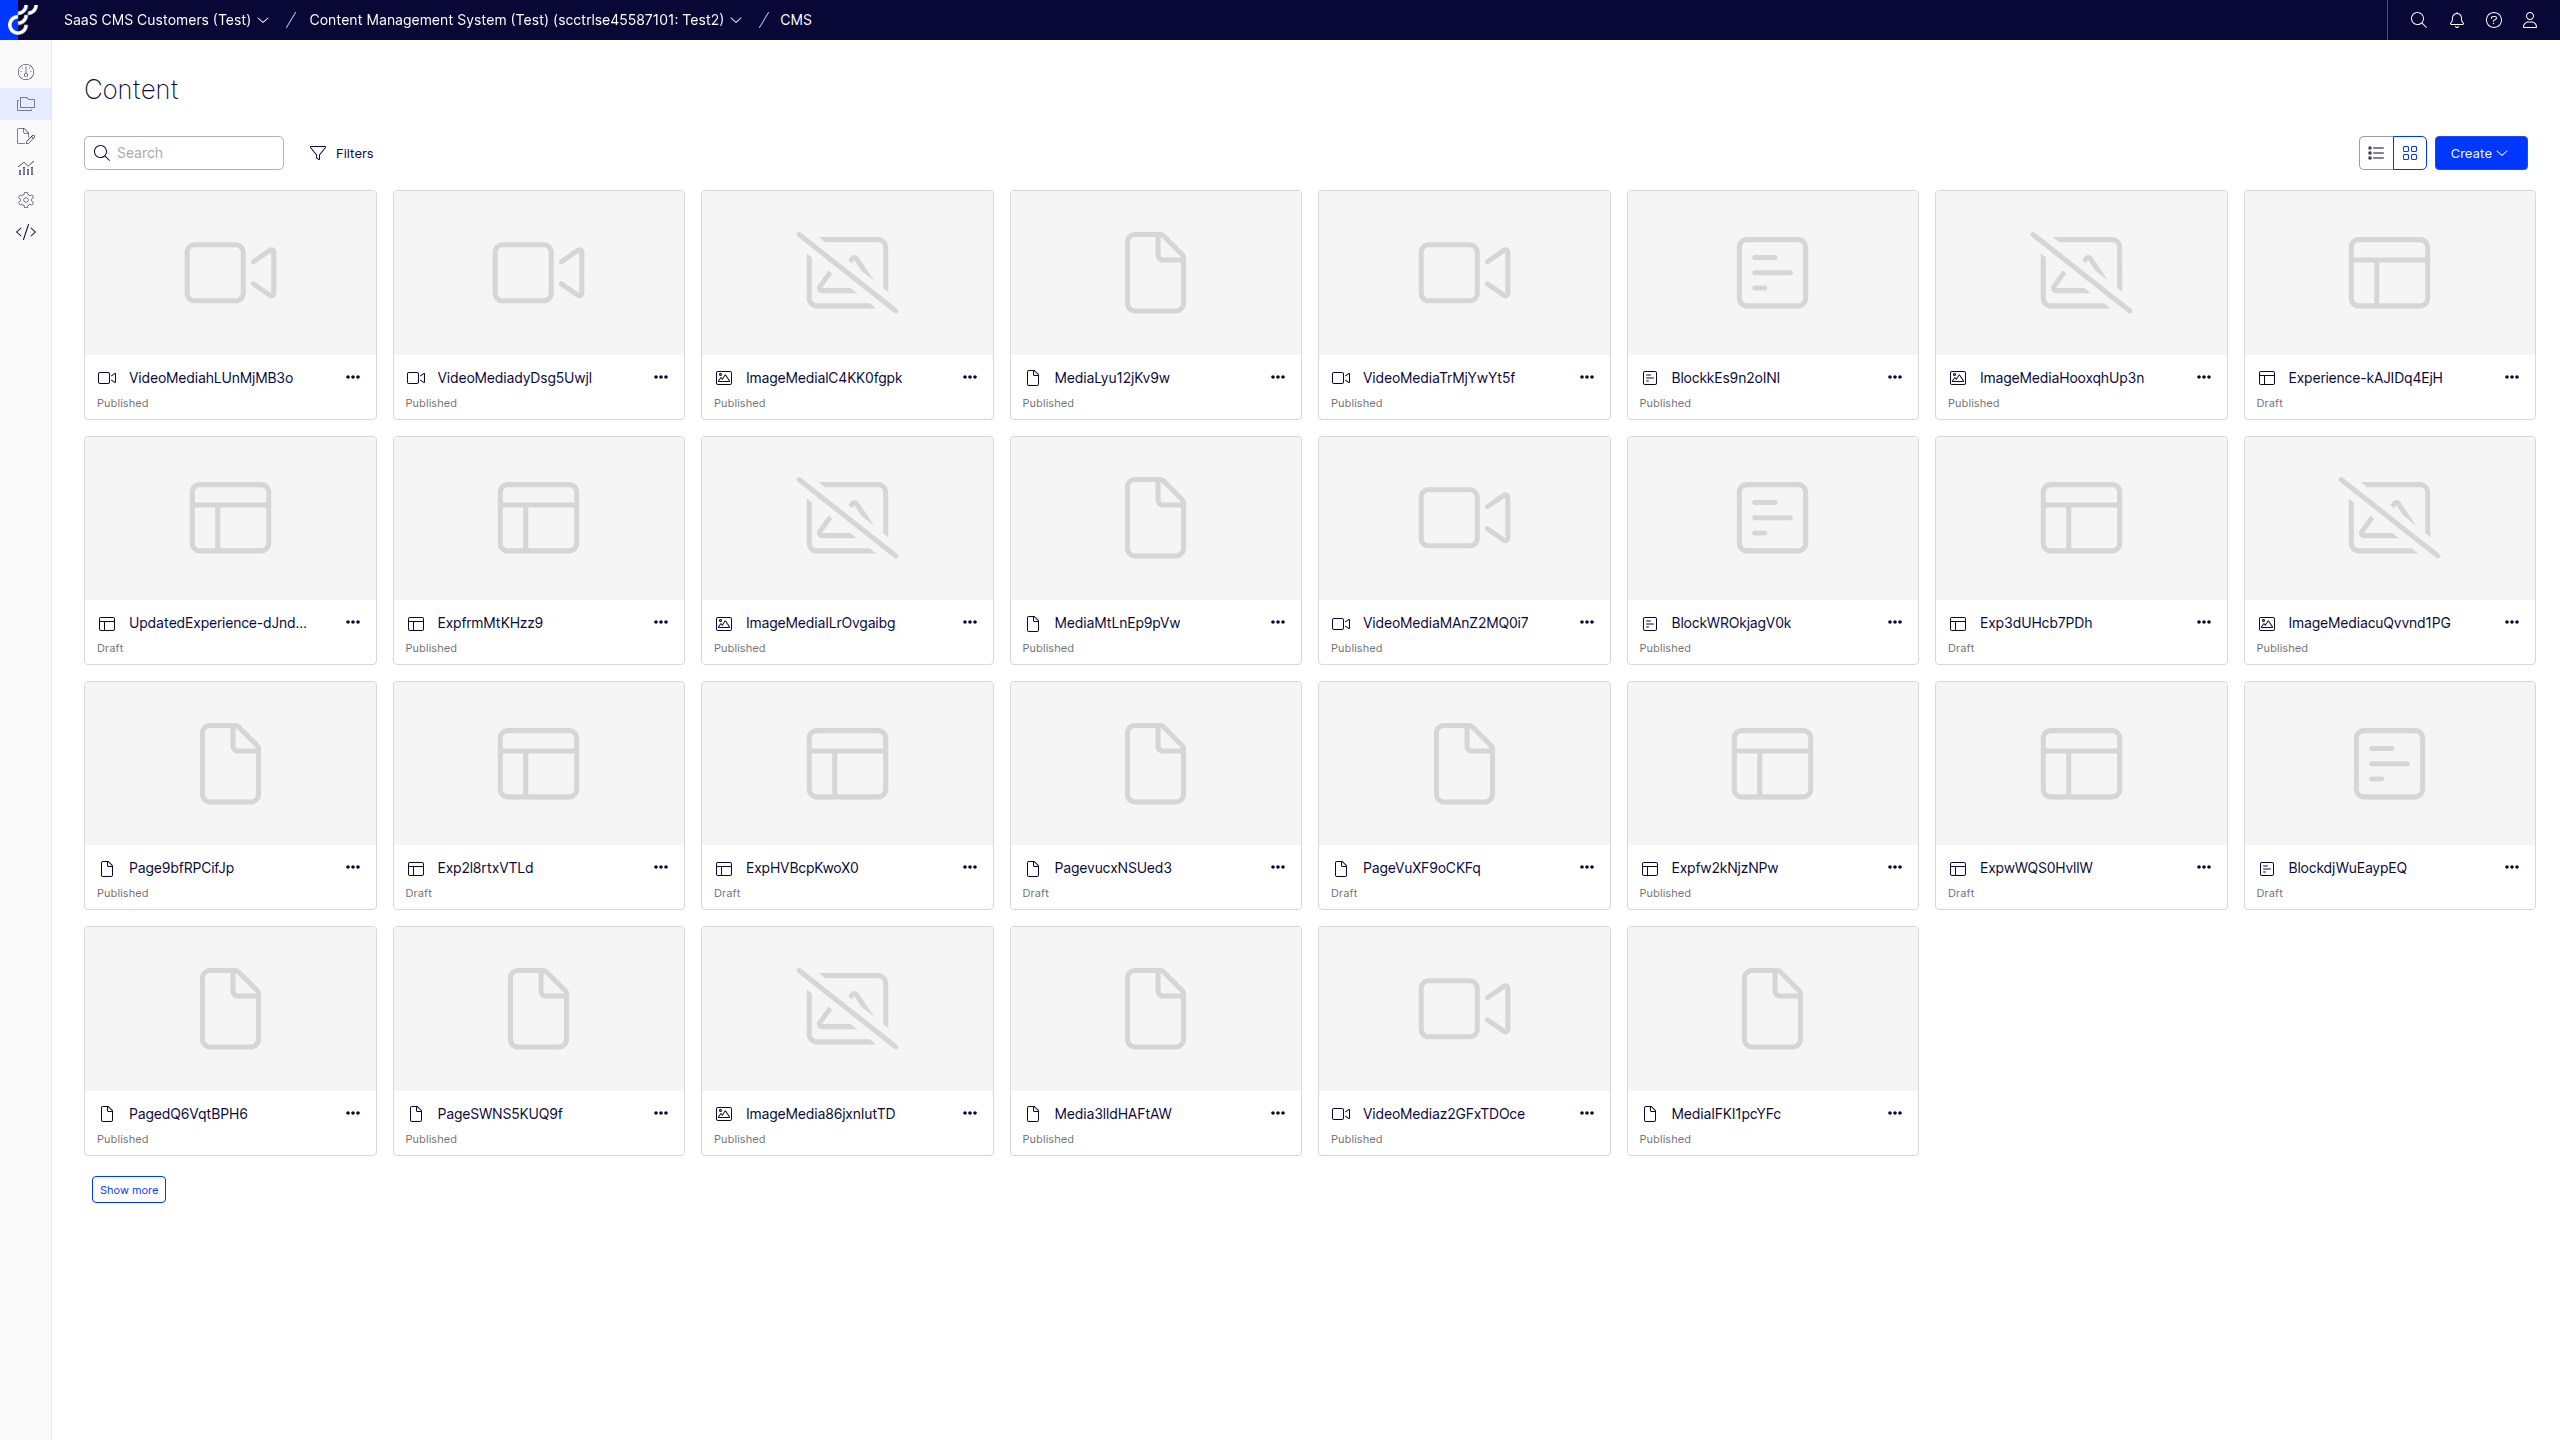 SaaS CMS Customers (Test) / Content Management System (Test) (scctrlse45587101: Test2) / CMS
Content
Search Filters Create
VideoMediahLUnMjMB3o VideoMediadyDsg5Uwjl ImageMediaIC4KK0fgpk MediaLyu12jKv9w VideoMediaTrMjYwYt5f BlockkEs9n2oINl ImageMediaHooxqhUp3n Experience-kAJIDq4EjH
Published Published Published Published Published Published Published Draft
UpdatedExperience-dJnd... ExpfrmMtKHzz9 ImageMediaILrOvgaibg MediaMtLnEp9pVw VideoMediaMAnZ2MQ0i7 BlockWROkjagV0k Exp3dUHcb7PDh ImageMediacuQvvnd1PG
Draft Published Published Published Published Published Draft Published
Page9bfRPCifJp Exp2l8rtxVTLd ExpHVBcpKwoX0 PagevucxNSUed3 PageVuXF9oCKFq Expfw2kNjzNPw ExpwWQS0HvllW BlockdjWuEaypEQ
Published Draft Draft Draft Draft Published Draft Draft
PagedQ6VqtBPH6 PageSWNS5KUQ9f ImageMedia86jxnlutTD Media3lldHAFtAW VideoMediaz2GFxTDOce MediaIFKI1pcYFc
Published Published Published Published Published Published
Show more